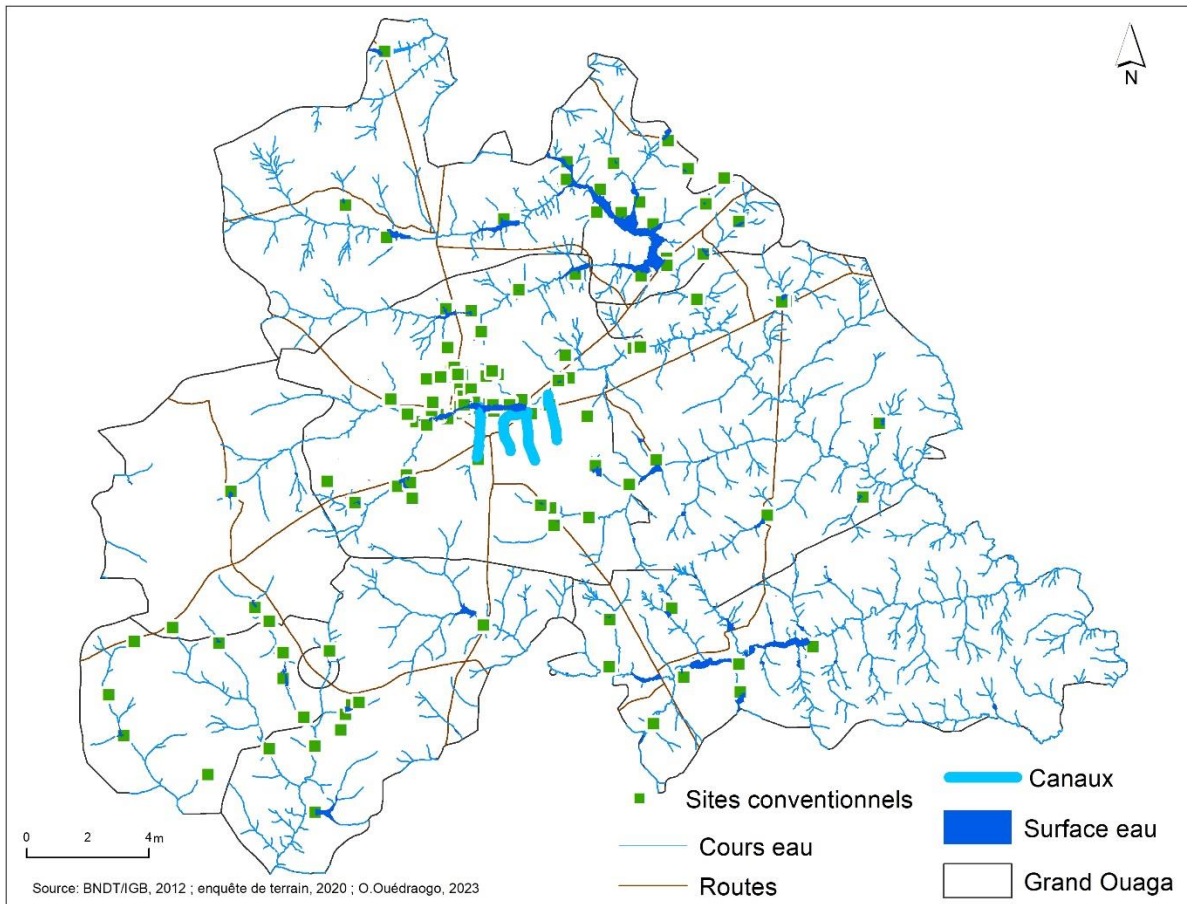 N
Sites conventionnels
Cours eau
Routes
Canaux
Surface eau
Grand Ouaga
0 2 4m
Source: BNDT/IGB, 2012 ; enquête de terrain, 2020 ; O.Ouédraogo, 2023